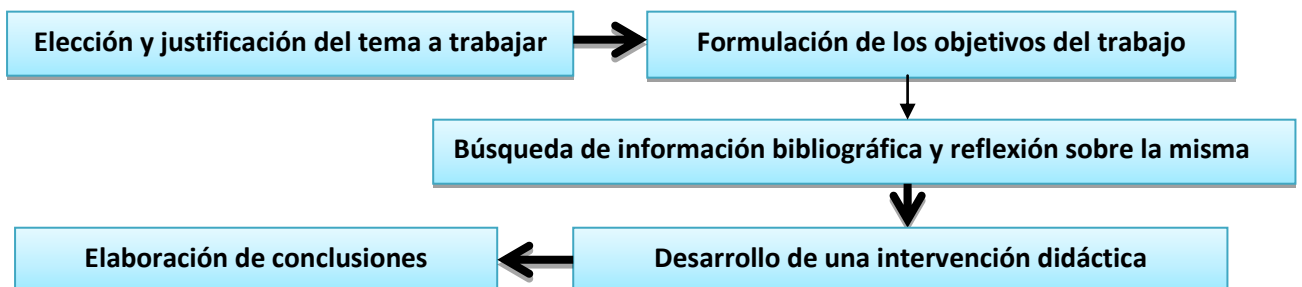 Elección y justificación del tema a trabajar
Formulación de los objetivos del trabajo
Búsqueda de información bibliográfica y reflexión sobre la misma
Desarrollo de una intervención didáctica
Elaboración de conclusiones